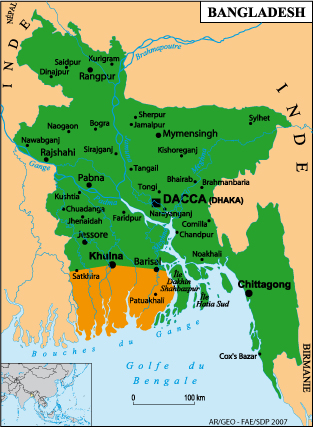 BANGLADESH
NÉPAL
INDE
Brahmapoutre
Saidpur
Kurigram
Dinajpur
Rangpur
Sherpur
Jamalpur
Naogaon
Bogra
Mymensingh
Sylhet
INDE
Nawabganj
Rajshahi
Sirajganj
Kishoreganj
Gange
Tangail
Bhairab
Brahmanbaria
Pabna
Tongi
Kushtia
DACCA (DHAKA)
Chuadanga
Faridpur
Narayanganj
Jhenaidah
Comilla
Chandpur
Jessore
Noakhali
Khulna
Barisal
Satkhira
Île
Dakhin
Shahbazpur
Chittagong
Patuakhali
Île
Hatia Sud
Bouches du Gange
Cox's Bazar
BIRMANIE
Golfe du
Bengale
0 100 km
AR/GEO - FAE/SDP 2007